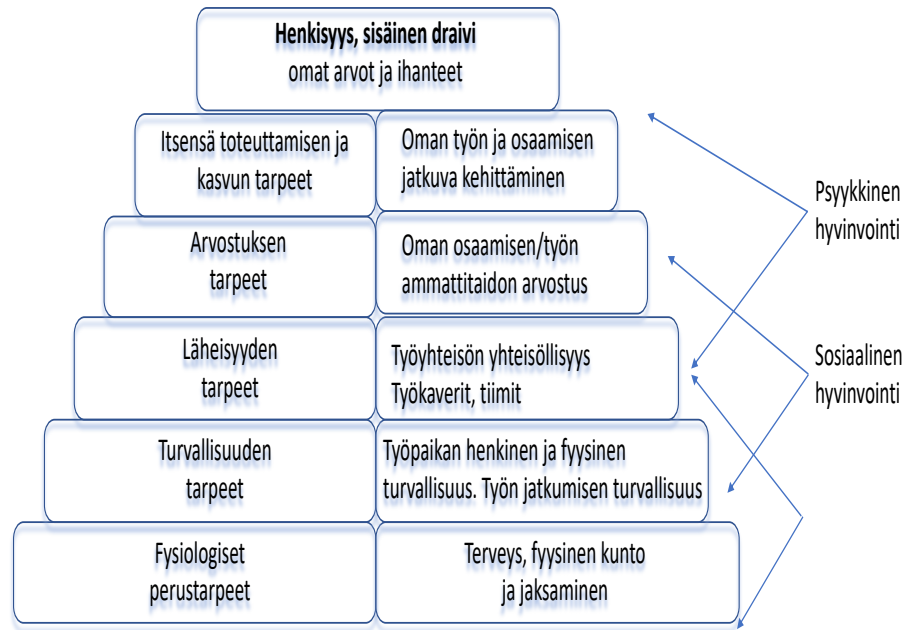 Henkisyys, sisäinen draivi
omat arvot ja ihanteet
Itsensä toteuttamisen ja
kasvun tarpeet
Oman työn ja osaamisen
jatkuva kehittäminen
Psyykkinen
hyvinvointi
Arvostuksen
tarpeet
Oman osaamisen/työn
ammattitaidon arvostus
Läheisyyden
tarpeet
Työyhteisön yhteisöllisyys
Työkaverit, tiimit
Sosiaalinen
hyvinvointi
Turvallisuuden
tarpeet
Työpaikan henkinen ja fyysinen
turvallisuus. Työn jatkumisen turvallisuus
Fysiologiset
perustarpeet
Terveys, fyysinen kunto
ja jaksaminen